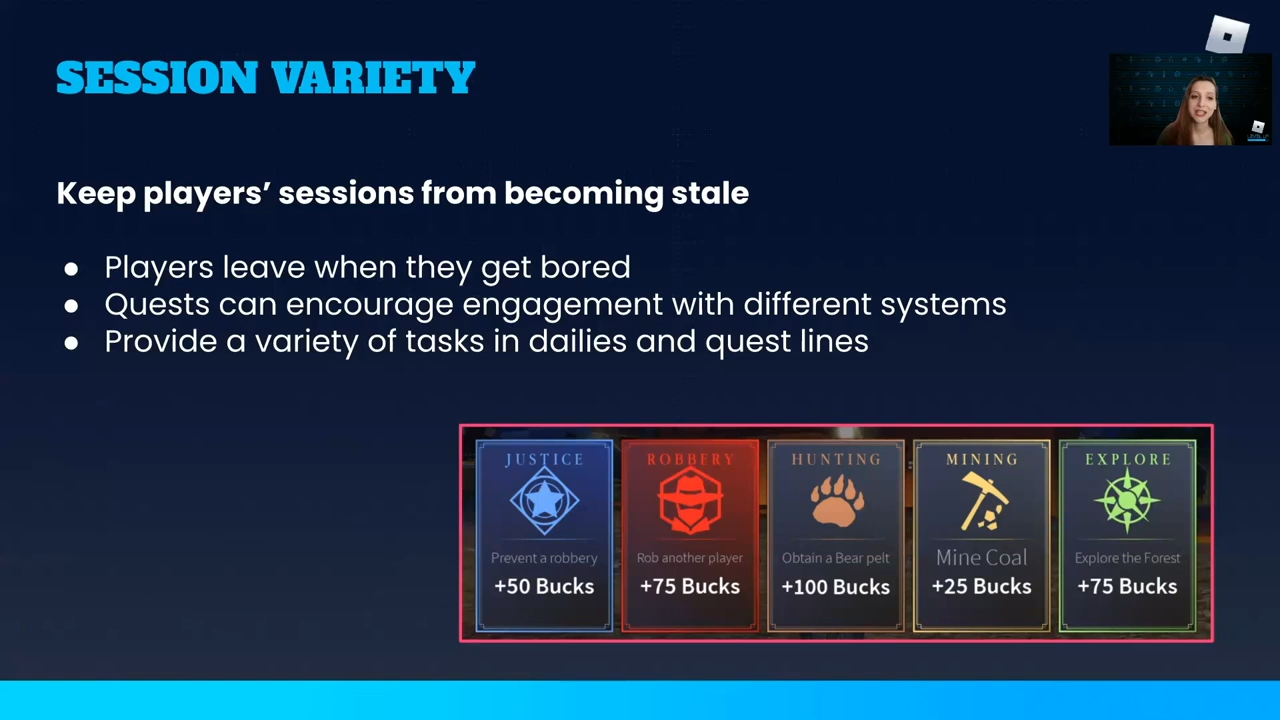 SESSION VARIETY
Keep players’ sessions from becoming stale
● Players leave when they get bored
● Quests can encourage engagement with different systems
● Provide a variety of tasks in dailies and quest lines
JUSTICE
Prevent a robbery
+50 Bucks
ROBBERY
Rob another player
+75 Bucks
HUNTING
Obtain a Bear pelt
+100 Bucks
MINING
Mine Coal
+25 Bucks
EXPLORE
Explore the Forest
+75 Bucks